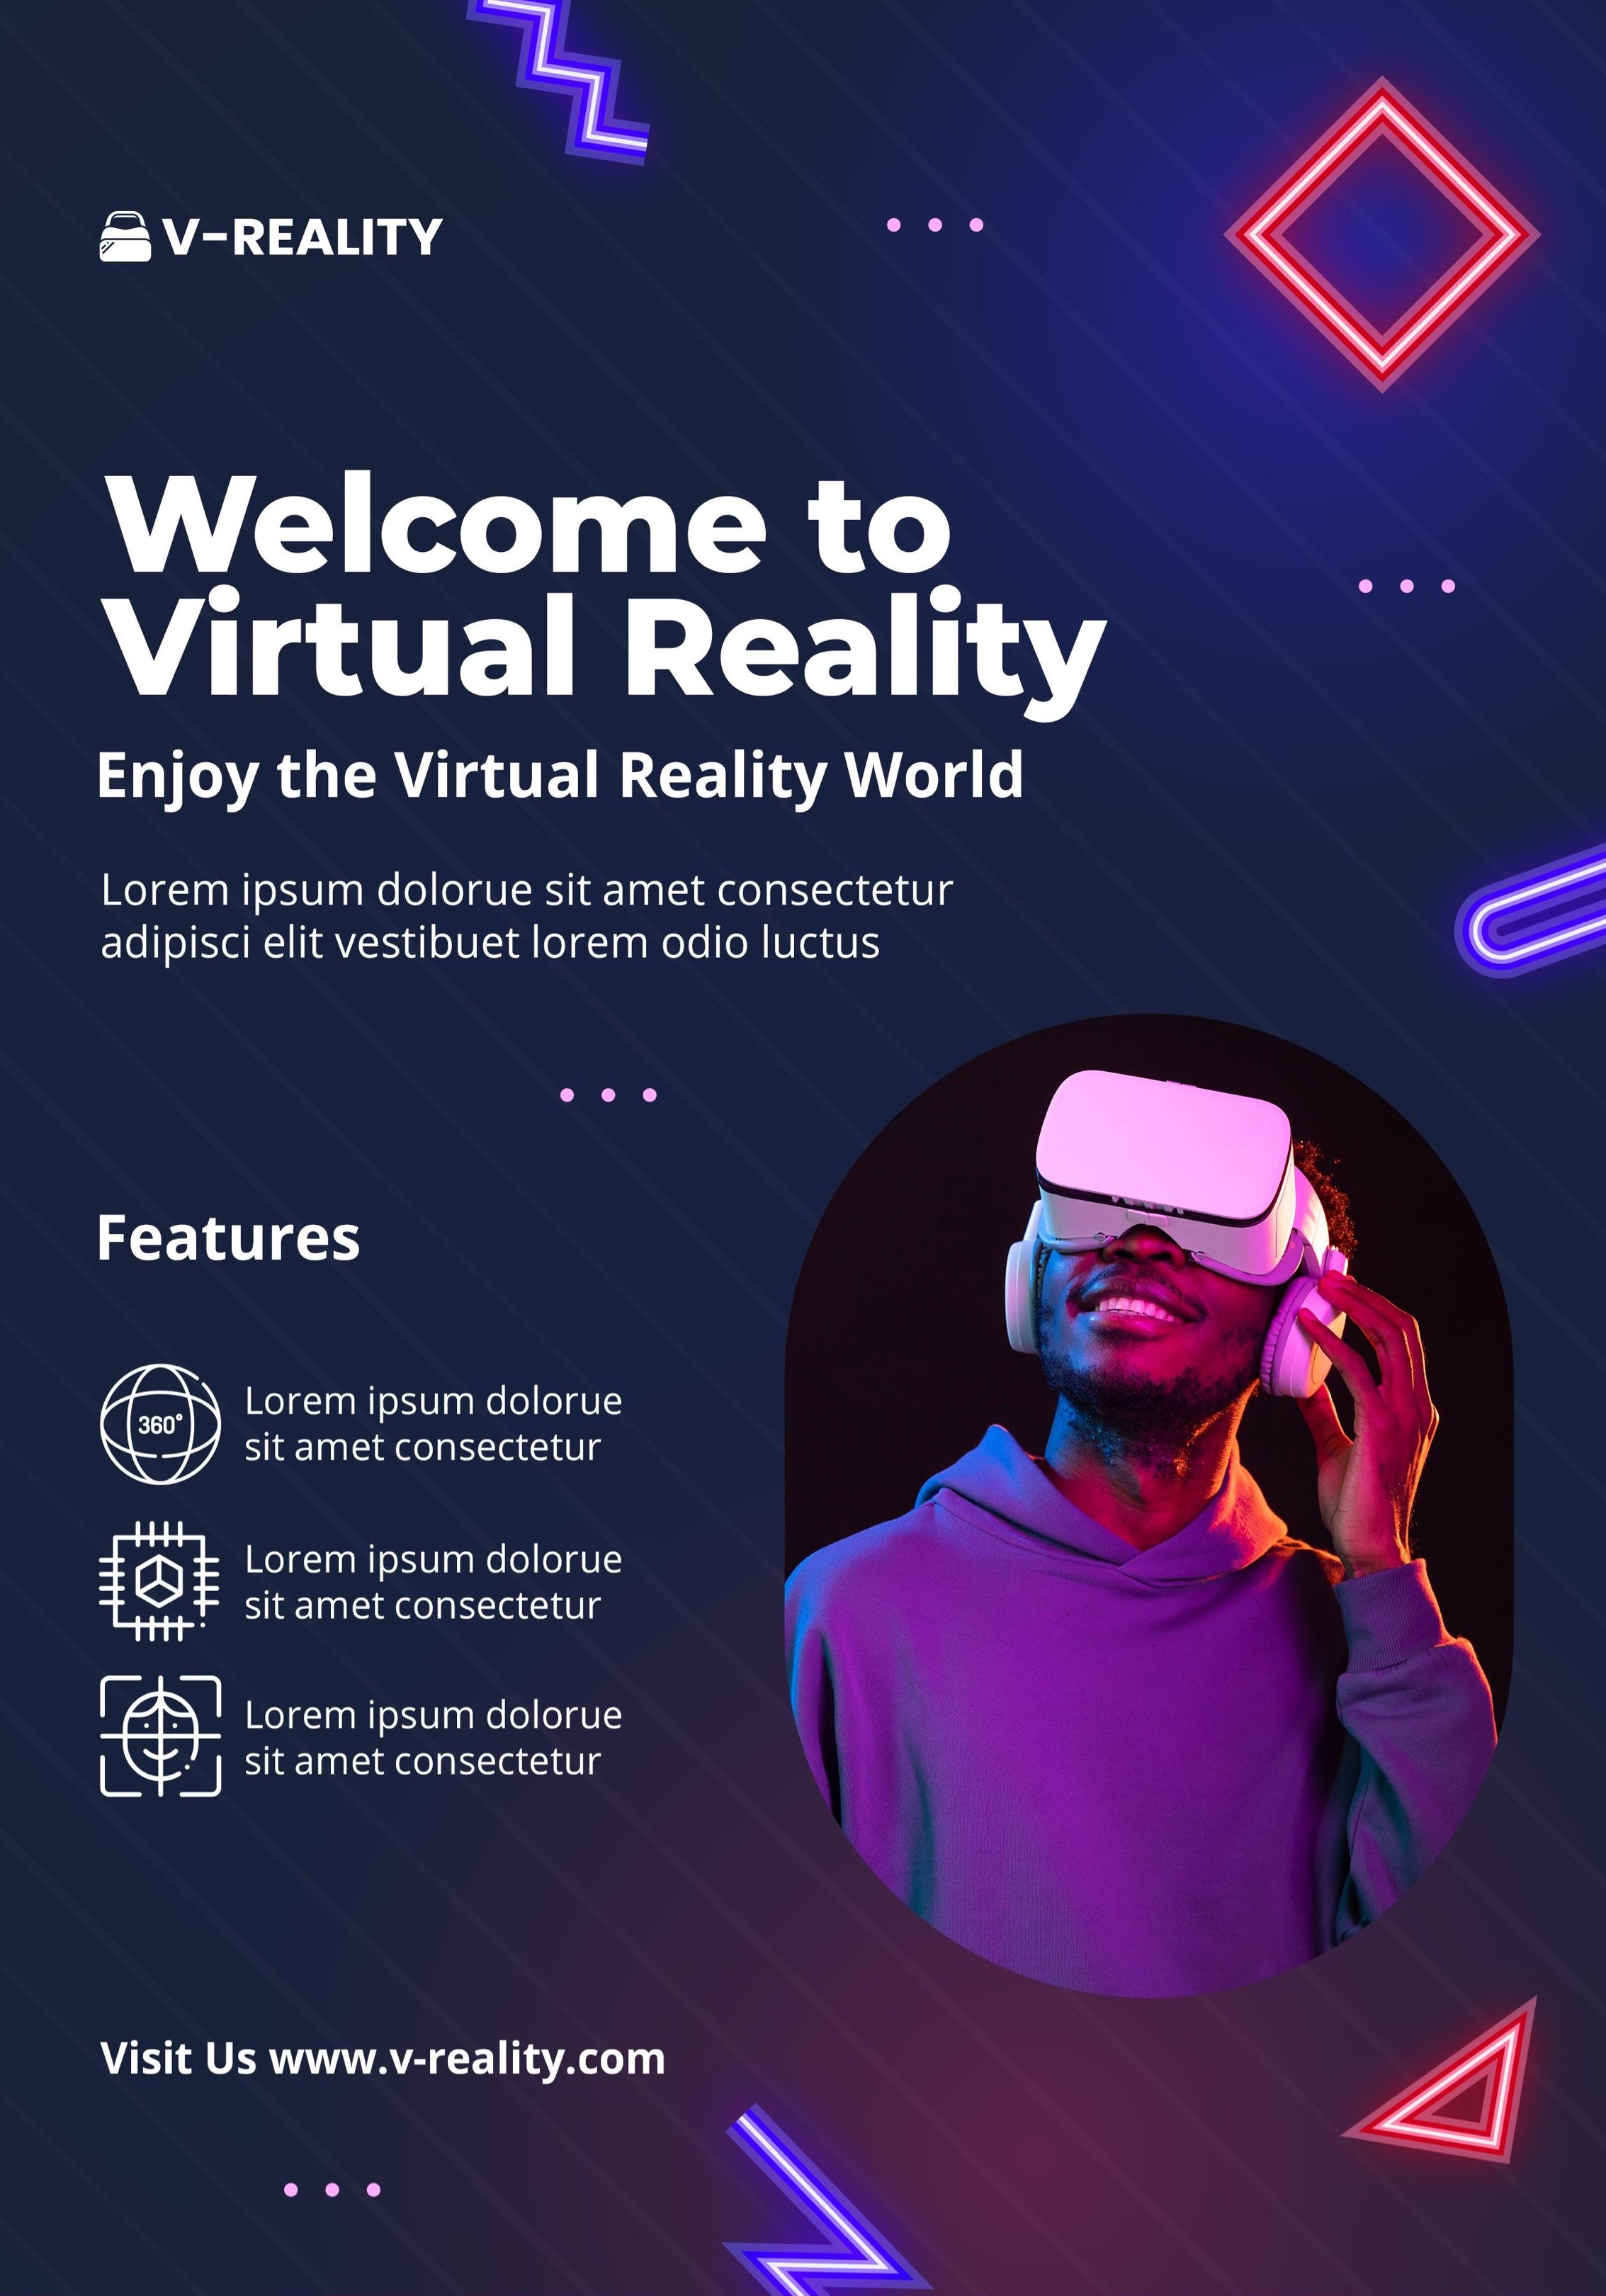 V-REALITY
Welcome to
Virtual Reality
Enjoy the Virtual Reality World
Lorem ipsum dolorue sit amet consectetur
adipisci elit vestibuet lorem odio luctus
Features
360°
Lorem ipsum dolorue
sit amet consectetur
Lorem ipsum dolorue
sit amet consectetur
Lorem ipsum dolorue
sit amet consectetur
Visit Us www.v-reality.com